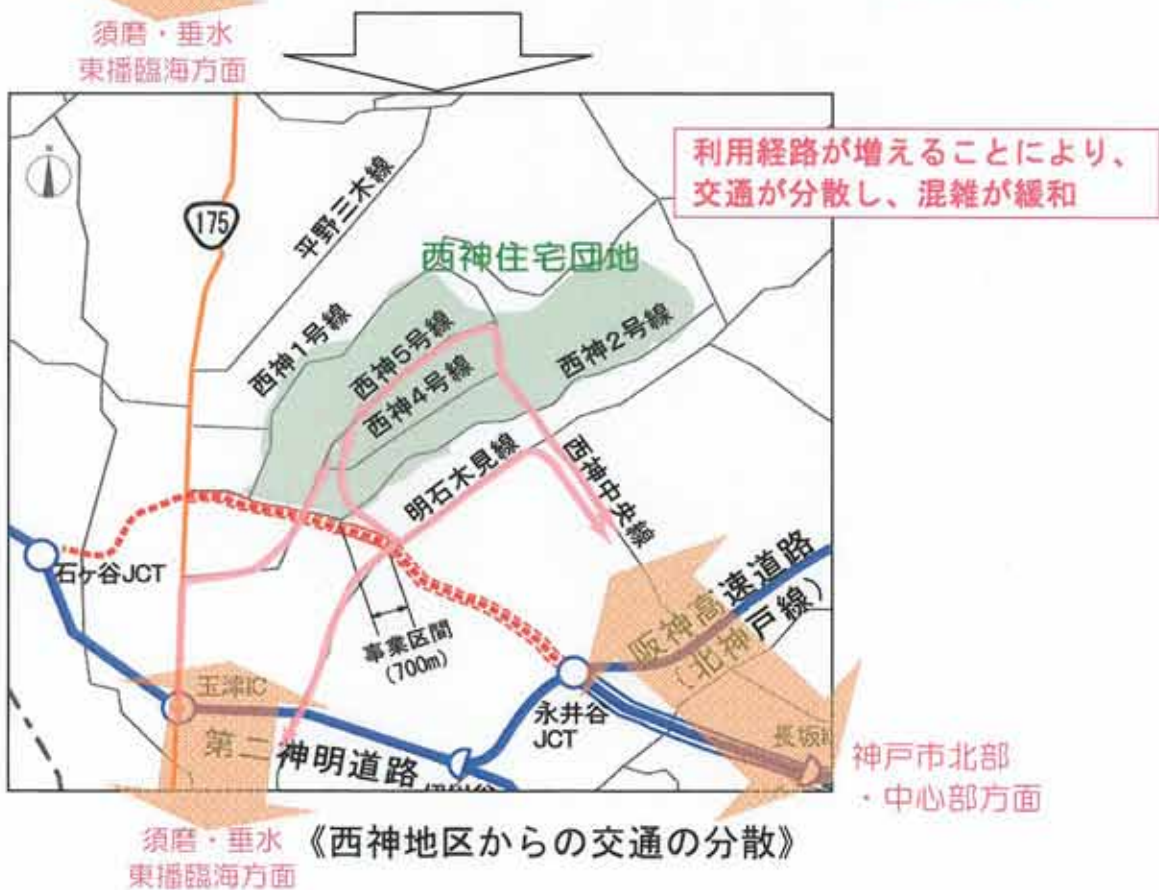 須磨・垂水
東播臨海方面
利用経路が増えることにより、
交通が分散し、混雑が緩和
N
175
平野三木線
西神住宅団地
西神1号線
西神5号線
西神4号線
西神2号線
明石木見線
西神中央線
石ヶ谷JCT
事業区間
(700m)
阪神高速道路
(北神戸線)
玉津IC
永井谷
JCT
第二神明道路
長坂
神戸市北部
・中心部方面
須磨・垂水
東播臨海方面
《西神地区からの交通の分散》